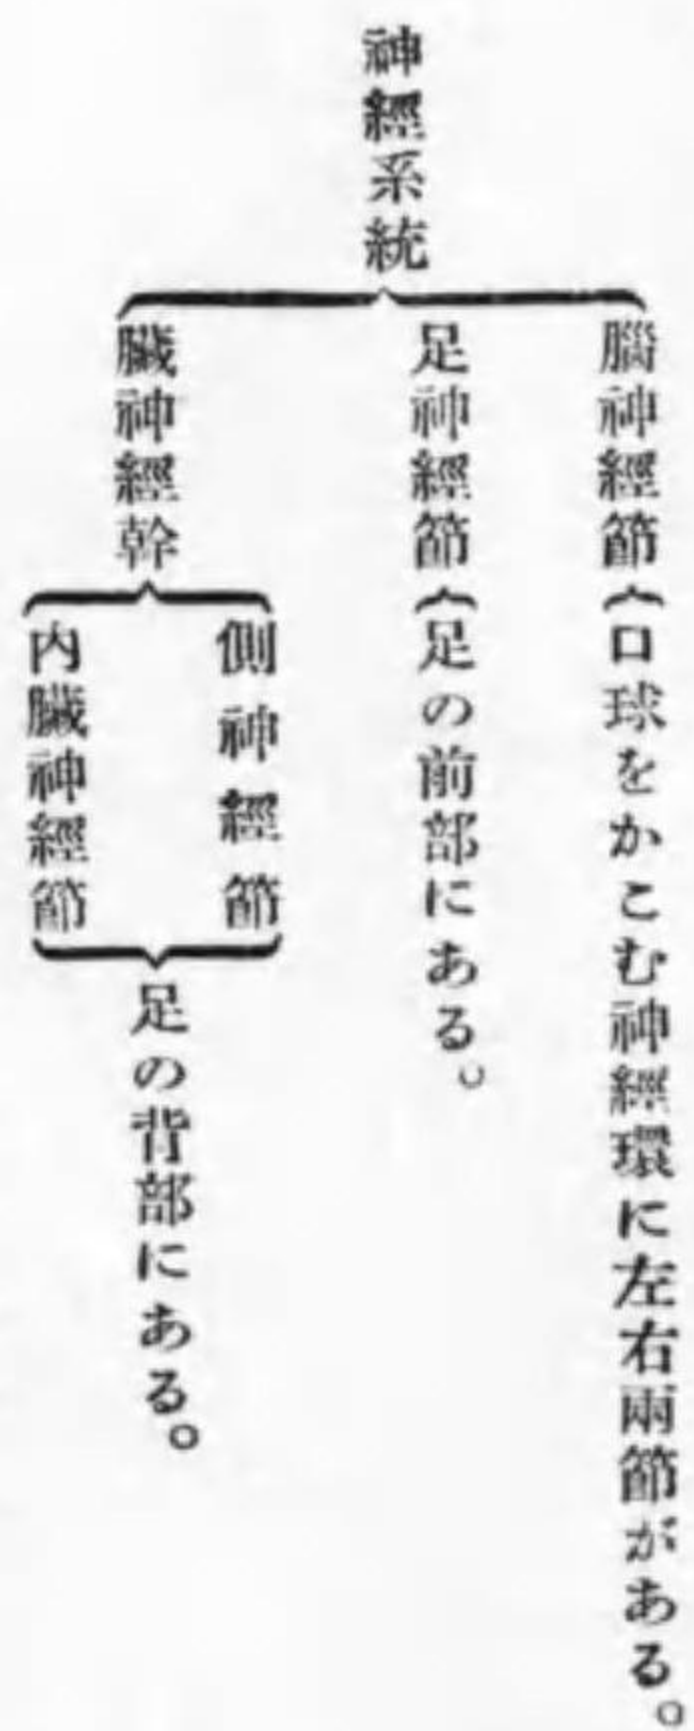 神經系統
腦神經節
口球をかこむ神經環に左右兩節がある。
足神經節
足の前部にある。
臟神經幹
側神經節
內臟神經節
足の背部にある。